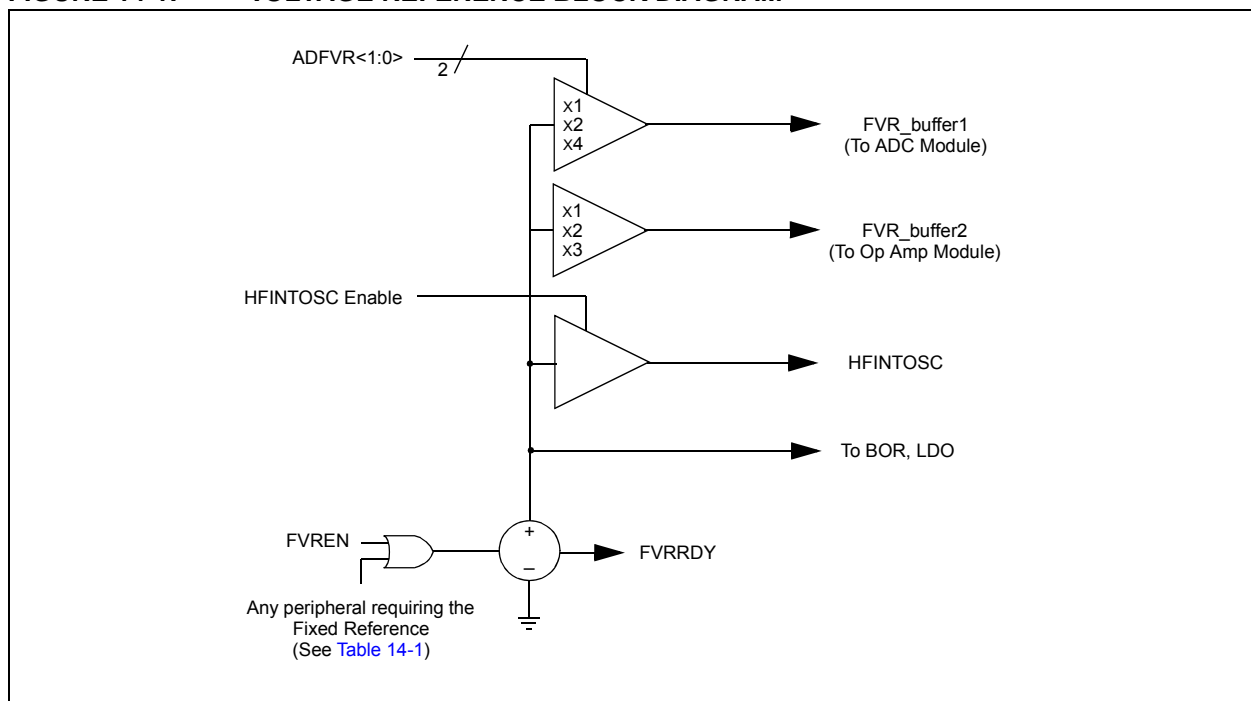 ADFVR<1:0>
2
X1
X2
X4
FVR_buffer1
(To ADC Module)
X1
X2
X3
FVR_buffer2
(To Op Amp Module)
HFINTOSC Enable
HFINTOSC
To BOR, LDO
+
_
FVREN
FVRRDY
Any peripheral requiring the
Fixed Reference
(See Table 14-1)